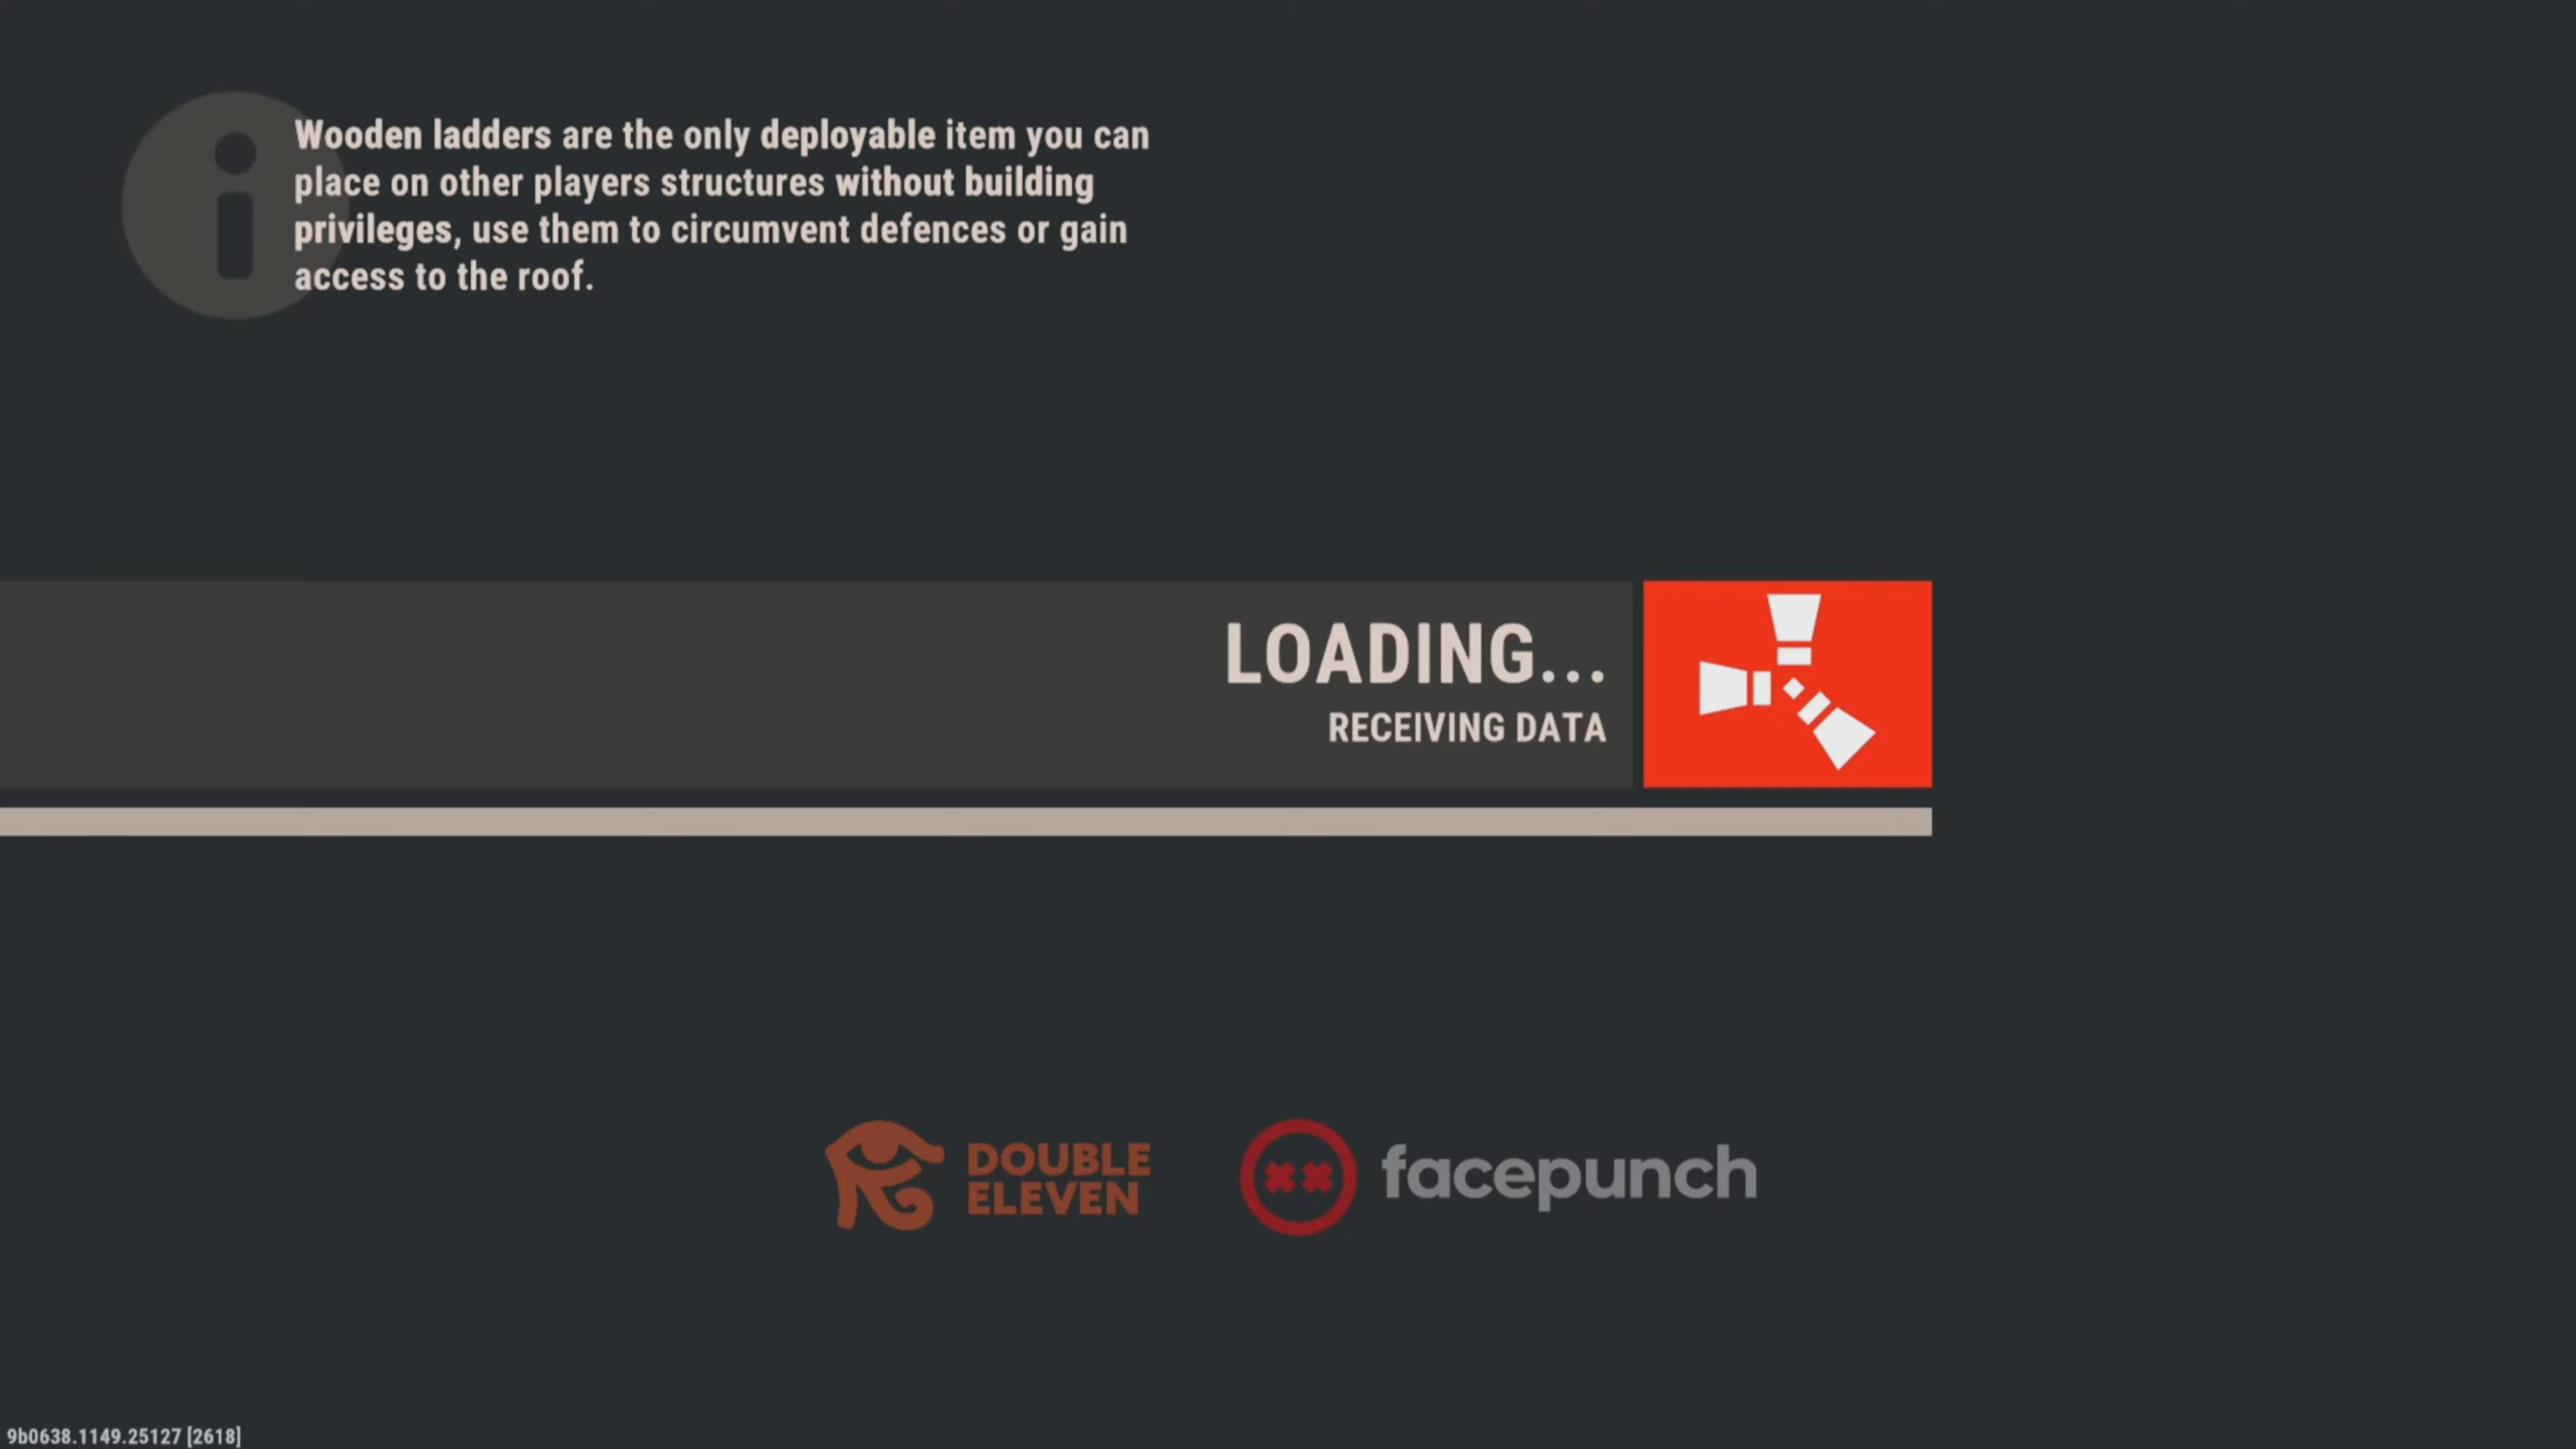 Wooden ladders are the only deployable item you can
place on other players structures without building
privileges, use them to circumvent defences or gain
access to the roof.
LOADING...
RECEIVING DATA
DOUBLE
ELEVEN
facepunch
9b0638.1149.25127 [2618]